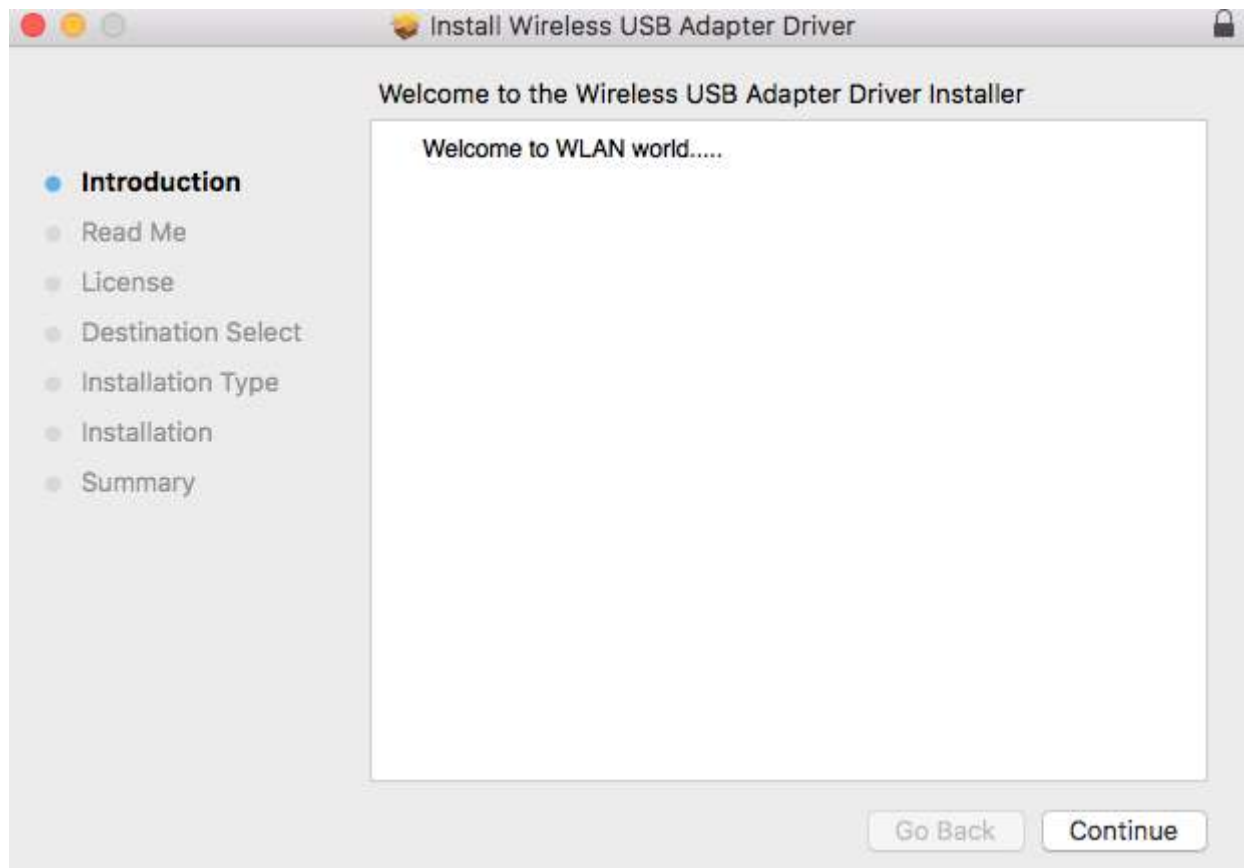 Install Wireless USB Adapter Driver
Welcome to the Wireless USB Adapter Driver Installer
Welcome to WLAN world.....
Introduction
Read Me
License
Destination Select
Installation Type
Installation
Summary
Go Back
Continue